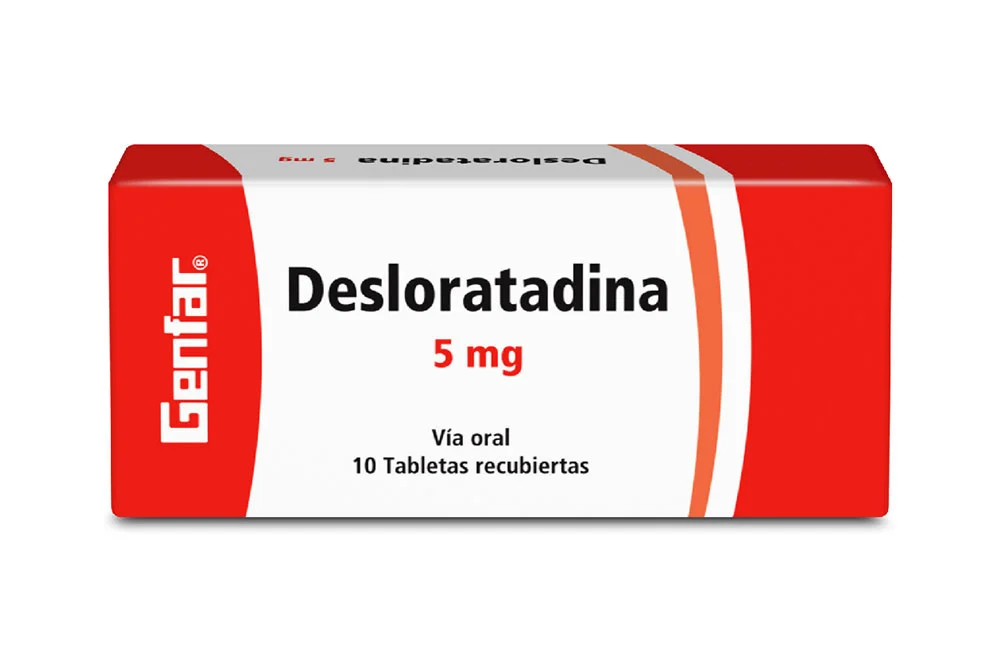 Desloratadina 5 mg
Genfar®
Desloratadina
5 mg
Vía oral
10 Tabletas recubiertas